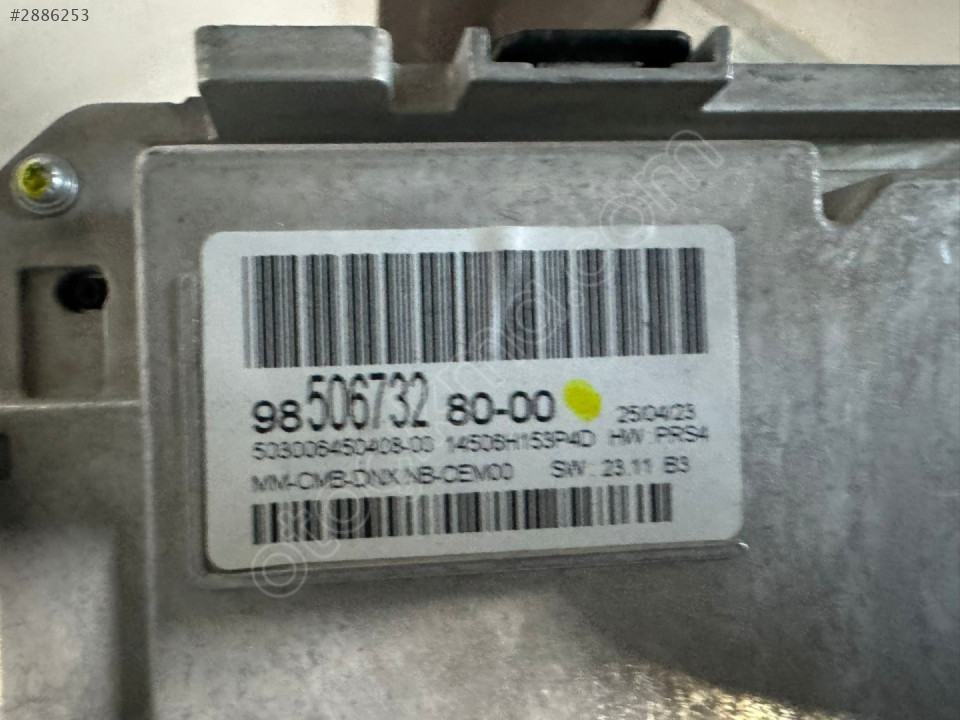 #2886253
98 506732 80-00 25/04/23
503006450408-00 14506H153P4D HW : PRS4
MM-CMB-DNX NB-CEM00 SW : 23.11 B3